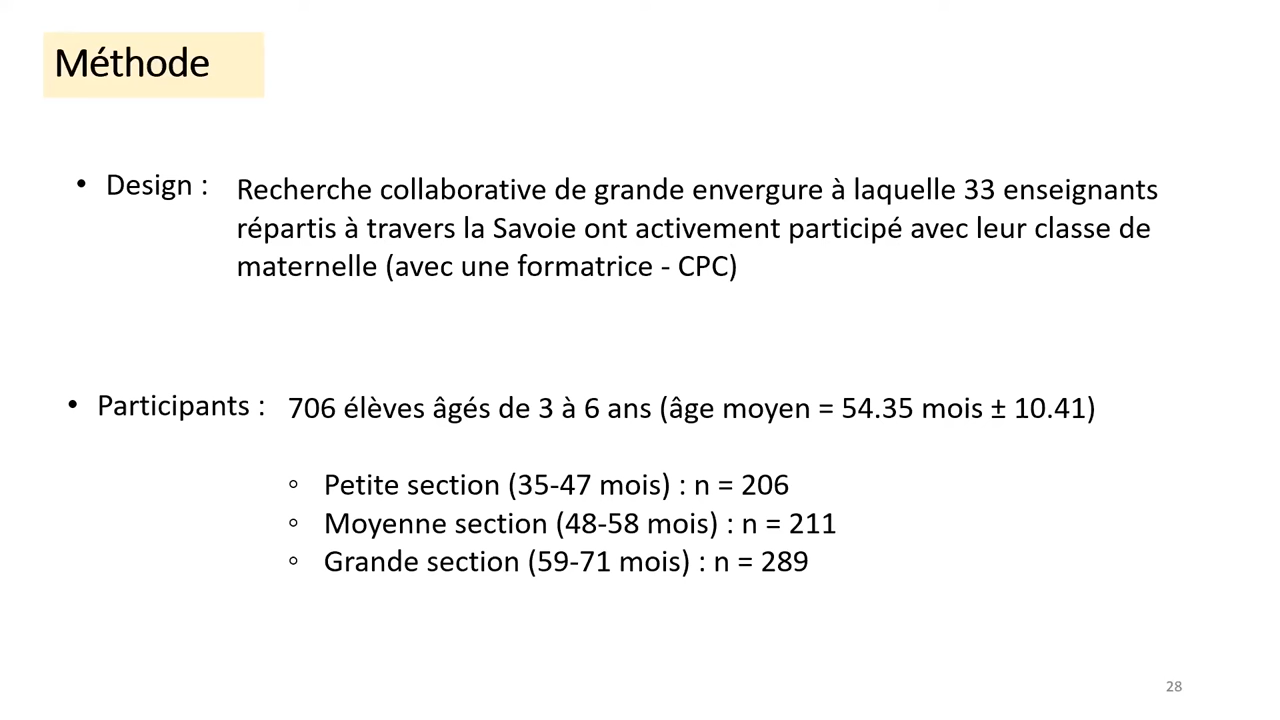 Méthode
• Design : Recherche collaborative de grande envergure à laquelle 33 enseignants
répartis à travers la Savoie ont activement participé avec leur classe de
maternelle (avec une formatrice - CPC)
• Participants : 706 élèves âgés de 3 à 6 ans (âge moyen = 54.35 mois ± 10.41)
◦ Petite section (35-47 mois) : n = 206
◦ Moyenne section (48-58 mois) : n = 211
◦ Grande section (59-71 mois) : n = 289
28